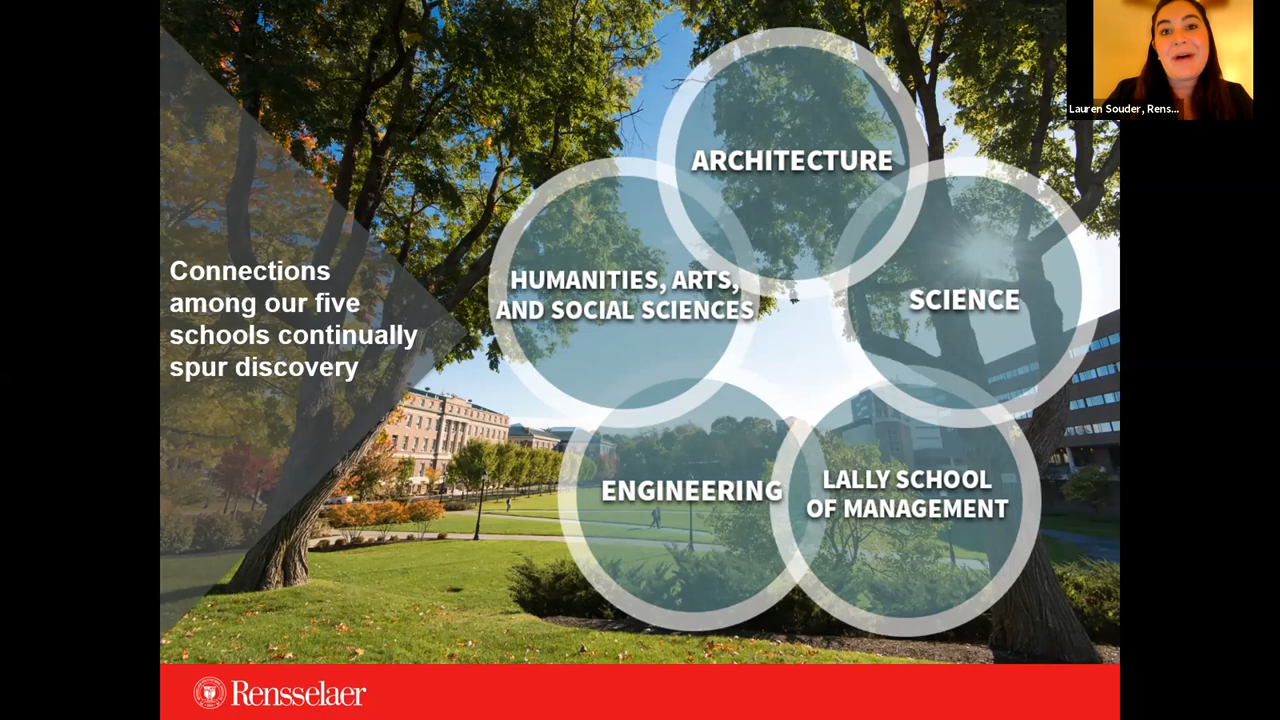 Lauren Souder, Rens...
ARCHITECTURE
Connections
among our five
schools continually
spur discovery
HUMANITIES, ARTS,
AND SOCIAL SCIENCES
SCIENCE
ENGINEERING
LALLY SCHOOL
OF MANAGEMENT
Rensselaer